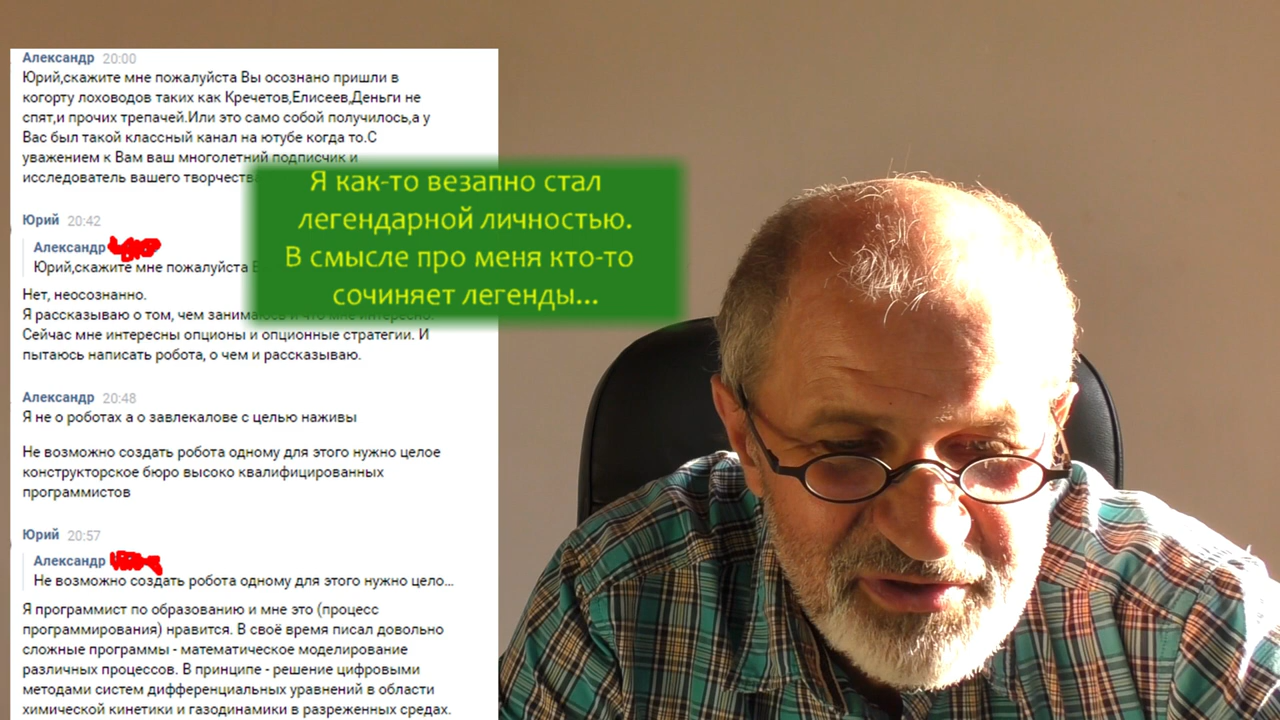 Александр 20:00
Юрий,скажите мне пожалуйста Вы осознано пришли в
когорту лоховодов таких как Кречетов,Елисеев,Деньги не
спят,и прочих трепачей.Или это само собой получилось,а у
Вас был такой классный канал на ютубе когда то.С
уважением к Вам ваш многолетний подписчик и
исследователь вашего творчеств
Юрий 20:42
Александр
Юрий,скажите мне пожалуйста
Нет, неосознанно.
Я рассказываю о том, чем занимаюсь и что мне интересно.
Сейчас мне интересны опционы и опционные стратегии. И
пытаюсь написать робота, о чем и рассказываю.
Александр 20:48
Я не о роботах а о завлекалове с целью наживы
Не возможно создать робота одному для этого нужно целое
конструкторское бюро высоко квалифицированных
программистов
Юрий 20:57
Александр
Не возможно создать робота одному для этого нужно цело...
Я программист по образованию и мне это (процесс
программирования) нравится. В своё время писал довольно
сложные программы - математическое моделирование
различных процессов. В принципе - решение цифровыми
методами систем дифференциальных уравнений в области
химической кинетики и газодинамики в разреженных средах.
Я как-то везапно стал
легендарной личностью.
В смысле про меня кто-то
сочиняет легенды...